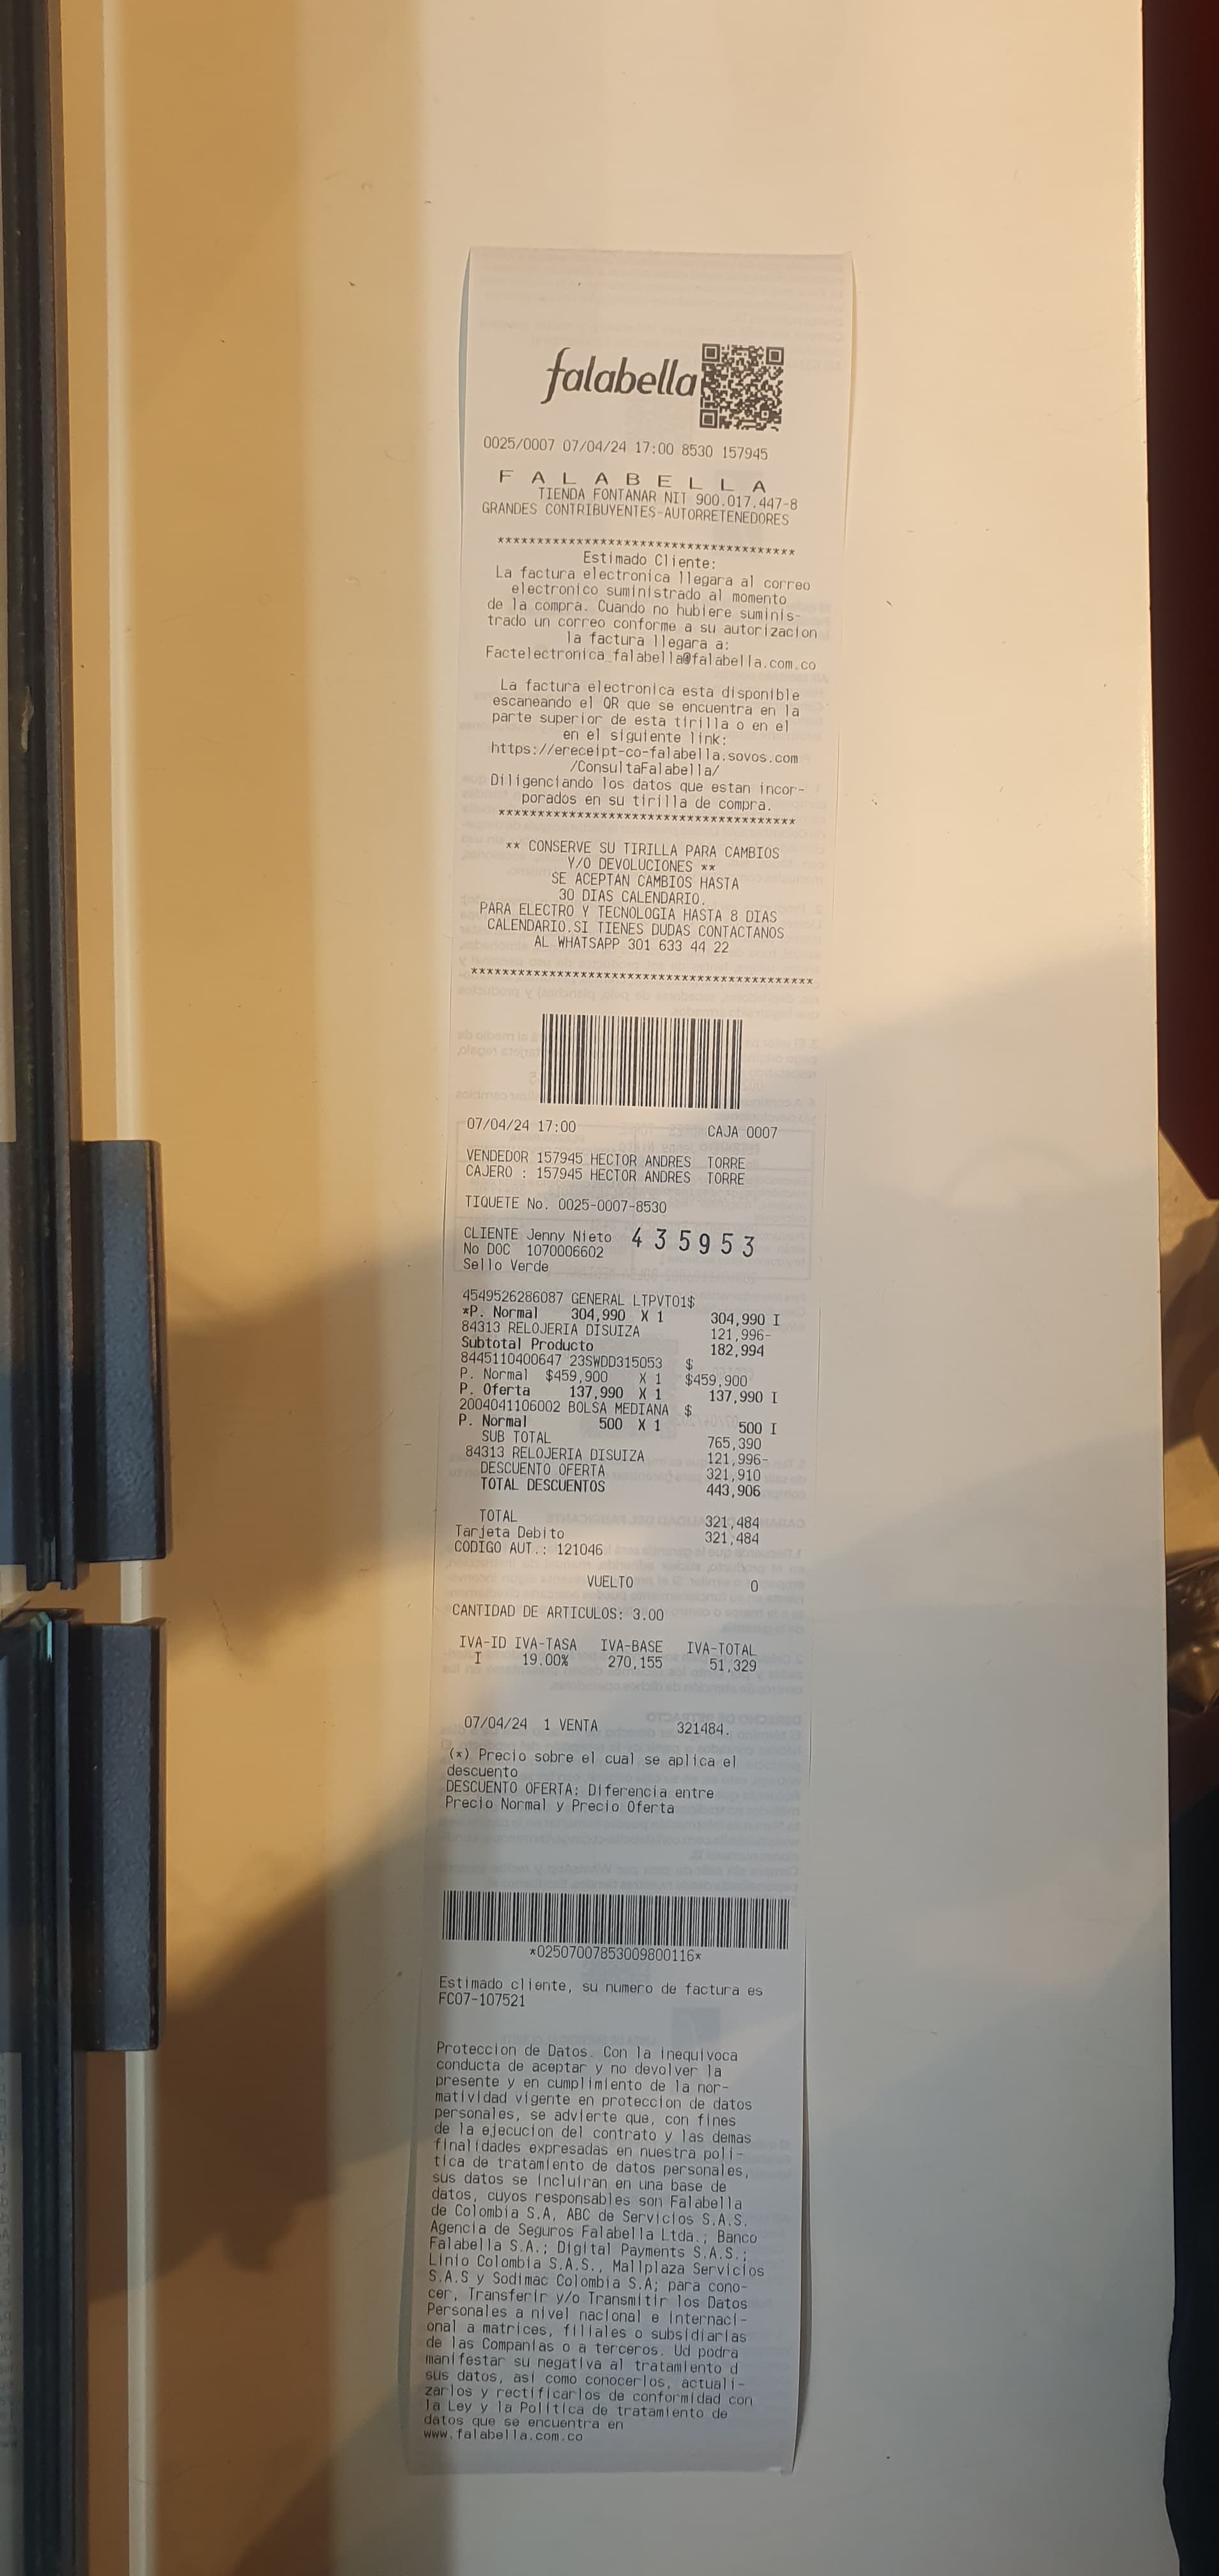 falabella
0025/0007 07/04/24 17:00 8530 157945
F A L A B E L L A
TIENDA FONTANAR NIT 900.017.447-8
GRANDES CONTRIBUYENTES-AUTORRETENEDORES
**************************************
Estimado Cliente:
La factura electronica llegara al correo
electronico suministrado al momento
de la compra. Cuando no hubiere suminis-
trado un correo conforme a su autorizacion
la factura llegara a:
Factelectronica_falabella@falabella.com.co
La factura electronica esta disponible
escaneando el QR que se encuentra en la
parte superior de esta tirilla o en el
en el siguiente link:
https://ereceipt-co-falabella.sovos.com
/ConsultaFalabella/
Diligenciando los datos que estan incor-
porados en su tirilla de compra.
**************************************
** CONSERVE SU TIRILLA PARA CAMBIOS
Y/O DEVOLUCIONES **
SE ACEPTAN CAMBIOS HASTA
30 DIAS CALENDARIO.
PARA ELECTRO Y TECNOLOGIA HASTA 8 DIAS
CALENDARIO.SI TIENES DUDAS CONTACTANOS
AL WHATSAPP 301 633 44 22
********************************************
07/04/24 17:00 CAJA 0007
VENDEDOR 157945 HECTOR ANDRES TORRE
CAJERO : 157945 HECTOR ANDRES TORRE
TIQUETE No. 0025-0007-8530
CLIENTE Jenny Nieto 435953
No DOC 1070006602
Sello Verde
4549526286087 GENERAL LTPVT01$
*P. Normal 304,990 X 1 304,990 I
84313 RELOJERIA DISUIZA 121,996-
Subtotal Producto 182,994
8445110400647 23SWDD315053 $
P. Normal $459,900 X 1 $459,900
P. Oferta 137,990 X 1 137,990 I
2004041106002 BOLSA MEDIANA $
P. Normal 500 X 1 500 I
SUB TOTAL 765,390
84313 RELOJERIA DISUIZA 121,996-
DESCUENTO OFERTA 321,910
TOTAL DESCUENTOS 443,906
TOTAL 321,484
Tarjeta Debito 321,484
CODIGO AUT.: 121046
VUELTO 0
CANTIDAD DE ARTICULOS: 3.00
IVA-ID IVA-TASA IVA-BASE IVA-TOTAL
I 19.00% 270,155 51,329
07/04/24 1 VENTA 321484.
(*) Precio sobre el cual se aplica el
descuento
DESCUENTO OFERTA: Diferencia entre
Precio Normal y Precio Oferta
*02507007853009800116*
Estimado cliente, su numero de factura es
FC07-107521
Proteccion de Datos. Con la inequivoca
conducta de aceptar y no devolver la
presente y en cumplimiento de la nor-
matividad vigente en proteccion de datos
personales, se advierte que, con fines
de la ejecucion del contrato y las demas
finalidades expresadas en nuestra poli-
tica de tratamiento de datos personales,
sus datos se incluiran en una base de
datos, cuyos responsables son Falabella
de Colombia S.A, ABC de Servicios S.A.S.
Agencia de Seguros Falabella Ltda.; Banco
Falabella S.A.; Digital Payments S.A.S.;
Linio Colombia S.A.S., Mallplaza Servicios
S.A.S y Sodimac Colombia S.A; para cono-
cer, Transferir y/o Transmitir los Datos
Personales a nivel nacional e internaci-
onal a matrices, filiales o subsidiarias
de las Companias o a terceros. Ud podra
manifestar su negativa al tratamiento d
sus datos, asi como conocerlos, actuali-
zarlos y rectificarlos de conformidad con
la Ley y la Politica de tratamiento de
datos que se encuentra en
www.falabella.com.co